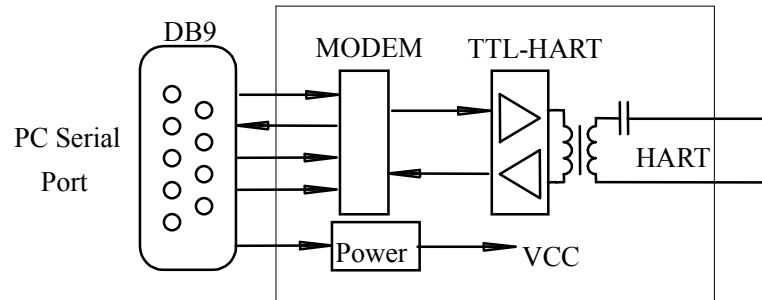 DB9
MODEM
TTL-HART
PC Serial
Port
HART
Power
VCC